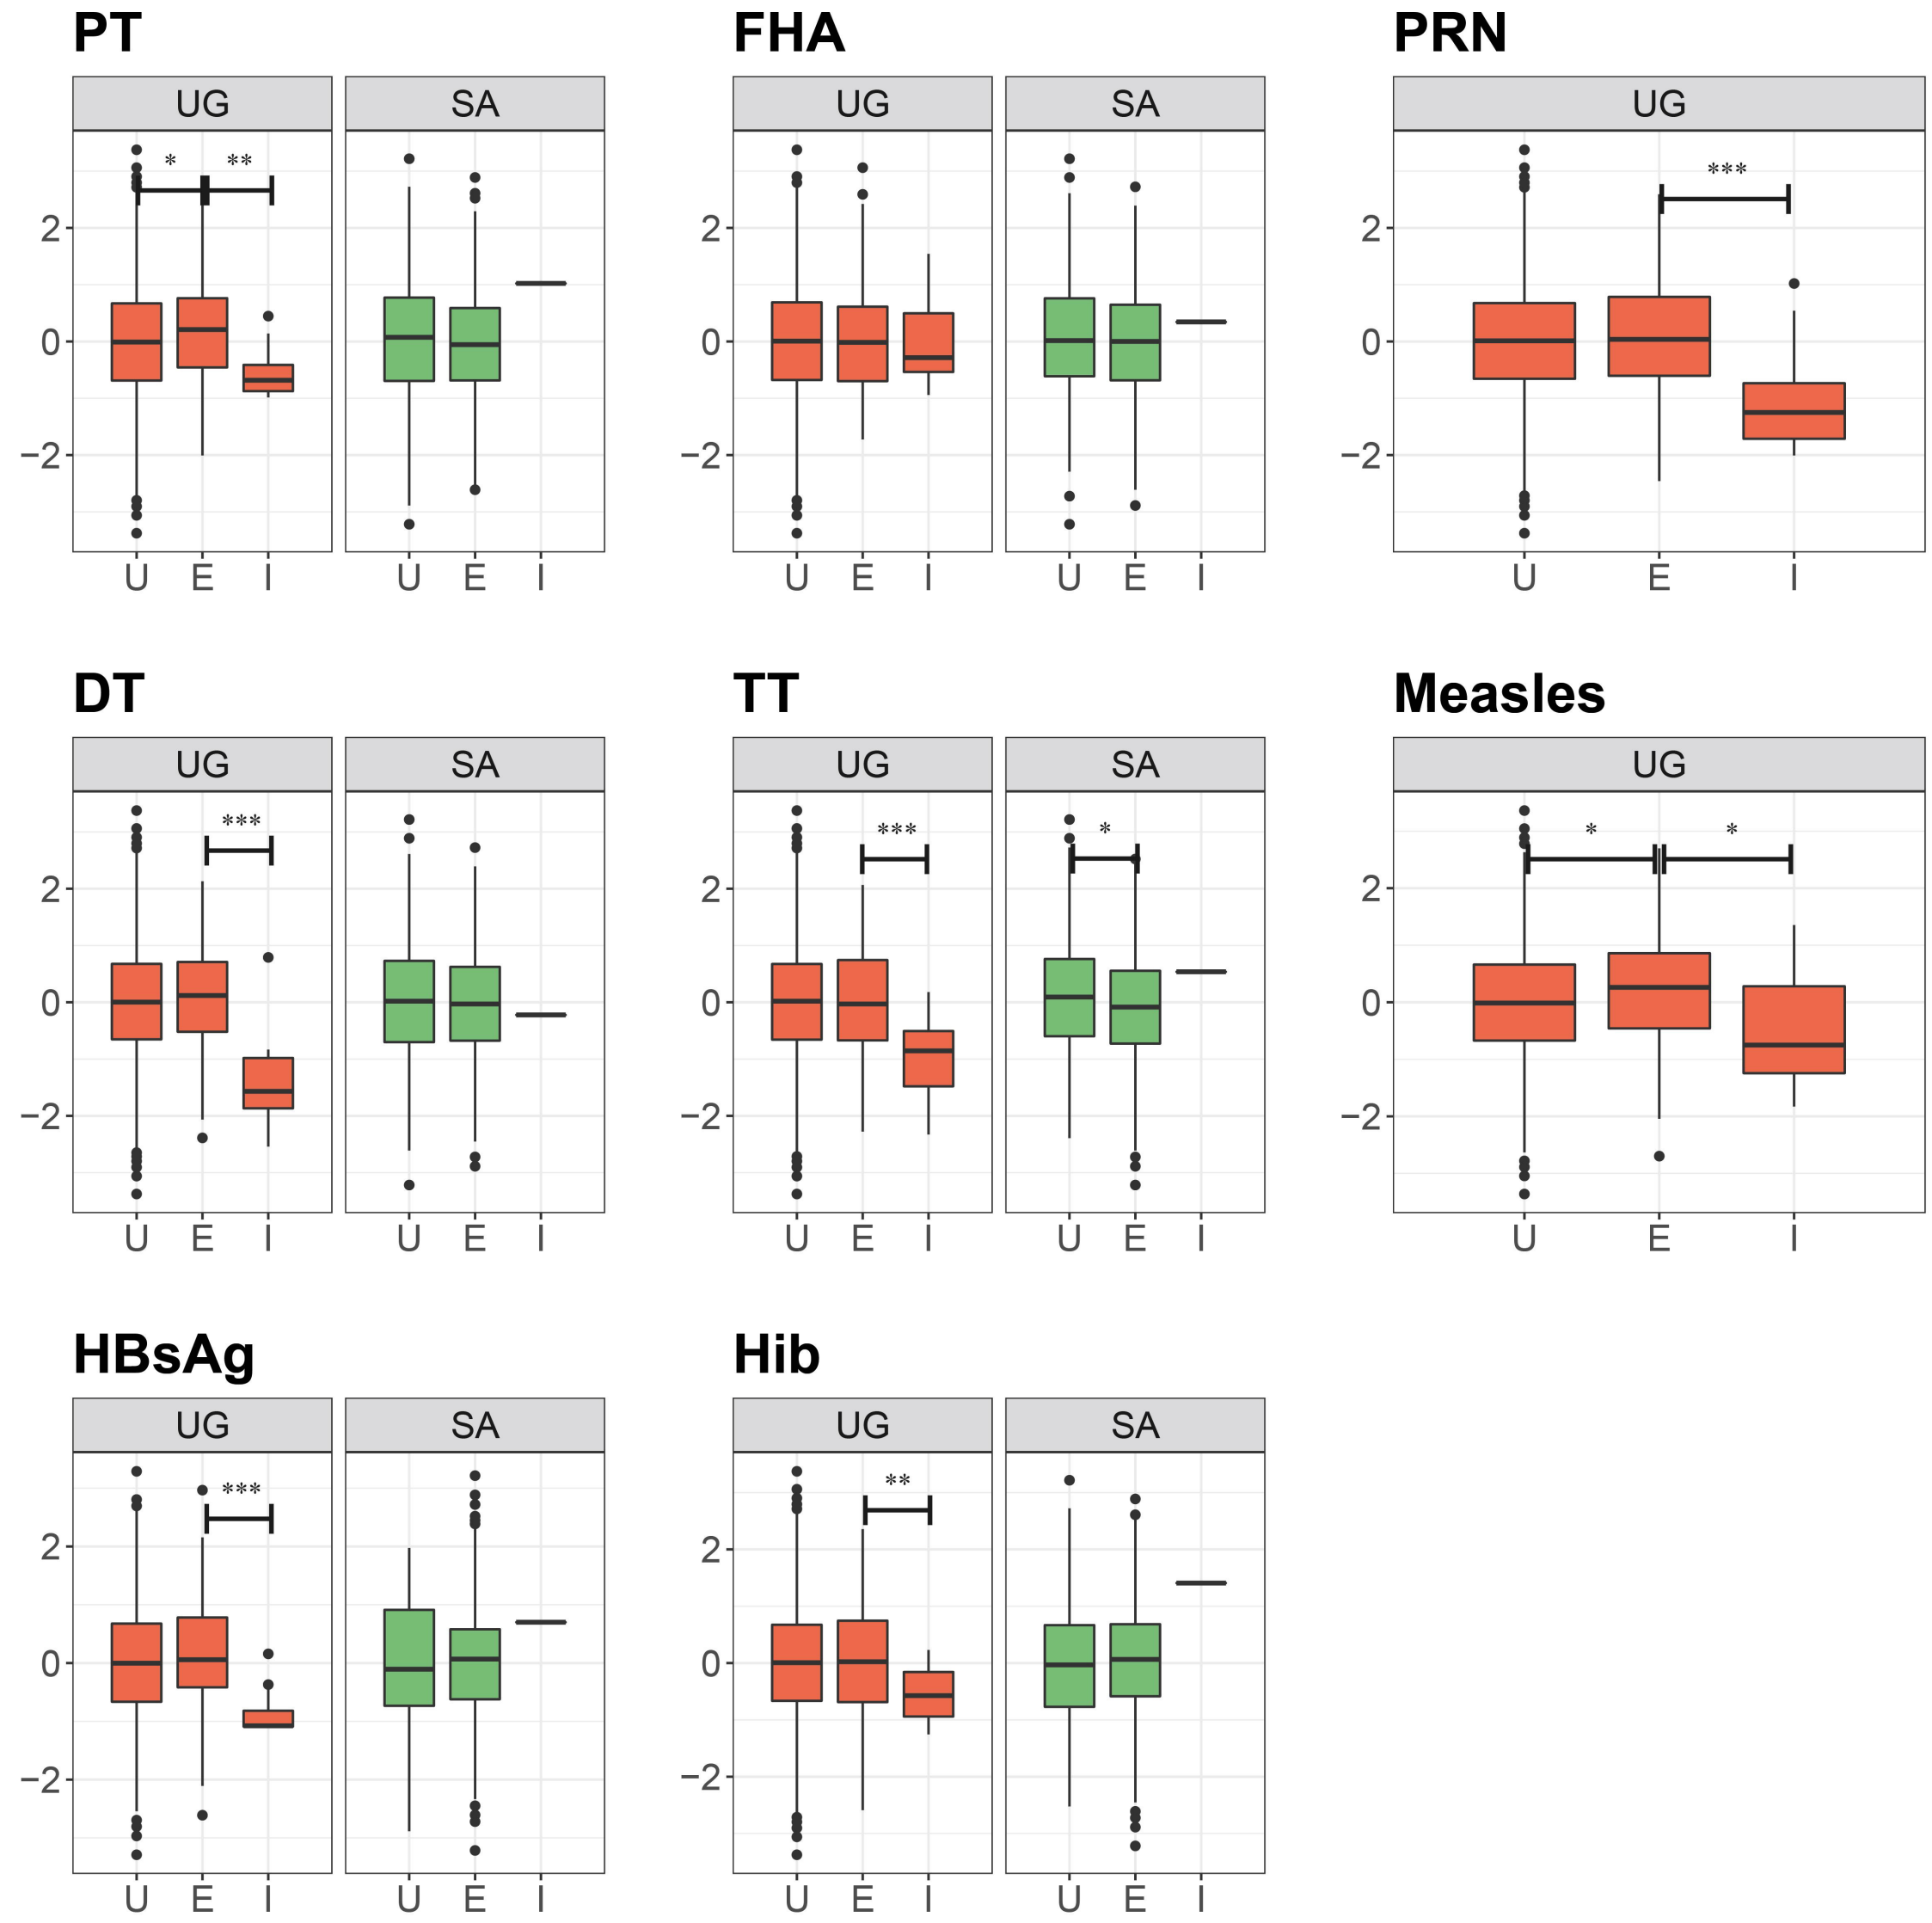 PT FHA PRN
UG SA UG SA UG
* ** ***
2 2 2
0 0 0
−2 −2 −2
U E I U E I U E I U E I U E I
DT TT Measles
UG SA UG SA UG
*** *** * * *
2 2 2
0 0 0
−2 −2 −2
U E I U E I U E I U E I U E I
HBsAg Hib
UG SA UG SA
*** **
2 2
0 0
−2 −2
U E I U E I U E I U E I